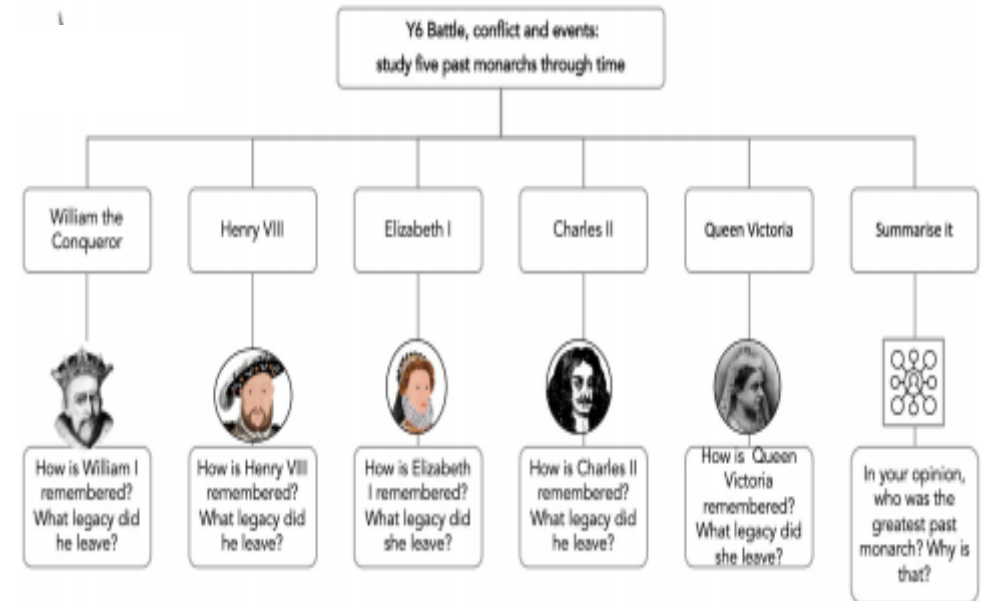 Y6 Battle, conflict and events:
study five past monarchs through time
William the
Conqueror
Henry VIII
Elizabeth I
Charles II
Queen Victoria
Summarise it
How is William I
remembered?
What legacy did
he leave?
How is Henry VIII
remembered?
What legacy did
he leave?
How is Elizabeth
I remembered?
What legacy did
she leave?
How is Charles II
remembered?
What legacy did
he leave?
How is Queen
Victoria
remembered?
What legacy did
she leave?
In your opinion,
who was the
greatest past
monarch? Why is
that?